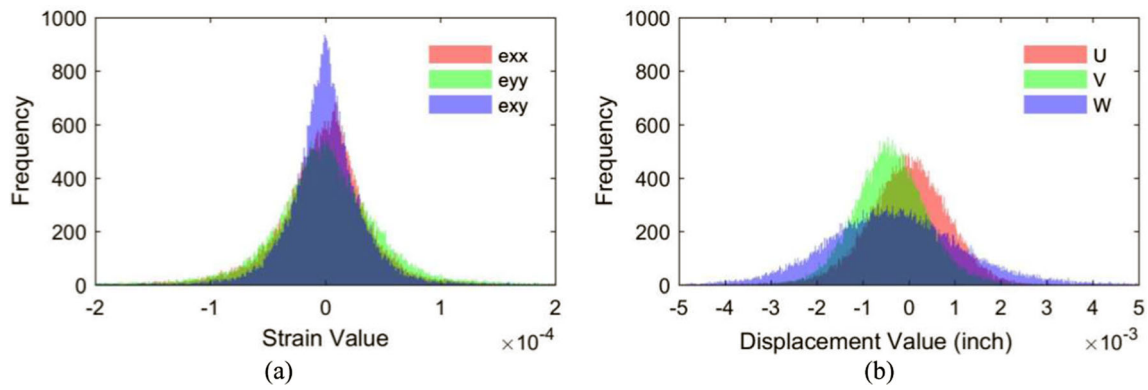 1000
800
600
400
200
0
Frequency
exx
eyy
exy
-2 -1 0 1 2
Strain Value ×10⁻⁴
(a)
1000
800
600
400
200
0
Frequency
U
V
W
-5 -4 -3 -2 -1 0 1 2 3 4 5
Displacement Value (inch) ×10⁻³
(b)